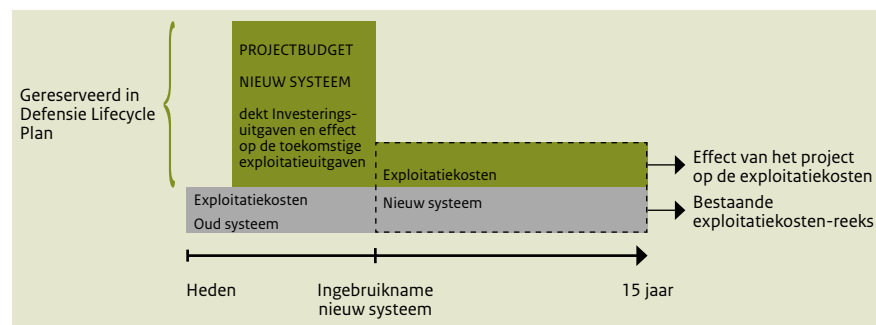 Gereserveerd in
Defensie Lifecycle
Plan
PROJECTBUDGET
NIEUW SYSTEEM
dekt Investerings-
uitgaven en effect
op de toekomstige
exploitatieuitgaven
Exploitatiekosten
Nieuw systeem
Exploitatiekosten
Oud systeem
Effect van het project
op de exploitatiekosten
Bestaande
exploitatiekosten-reeks
Heden
Ingebruikname
nieuw systeem
15 jaar